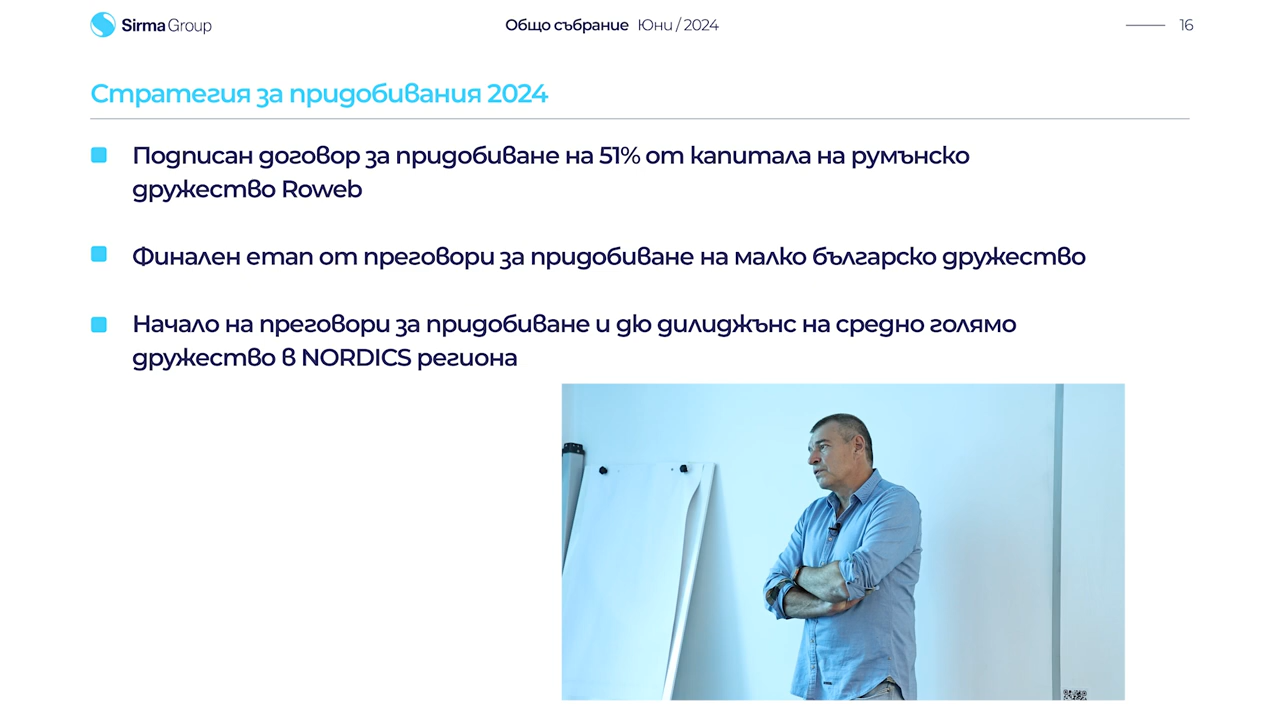 Sirma Group
Общо събрание Юни / 2024
16
Стратегия за придобивания 2024
Подписан договор за придобиване на 51% от капитала на румънско
дружество Roweb
Финален етап от преговори за придобиване на малко българско дружество
Начало на преговори за придобиване и дю дилиджънс на средно голямо
дружество в NORDICS региона